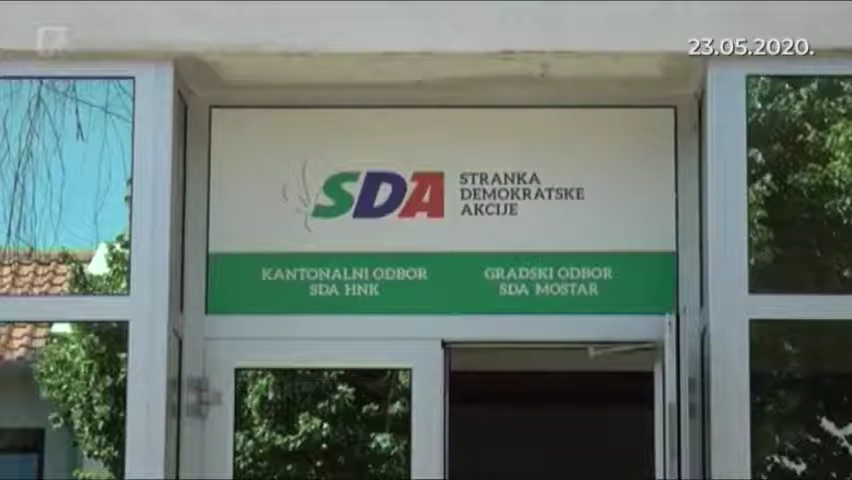 23.05.2020.
SDA
STRANKA
DEMOKRATSKE
AKCIJE
KANTONALNI ODBOR
SDA HNK
GRADSKI ODBOR
SDA MOSTAR